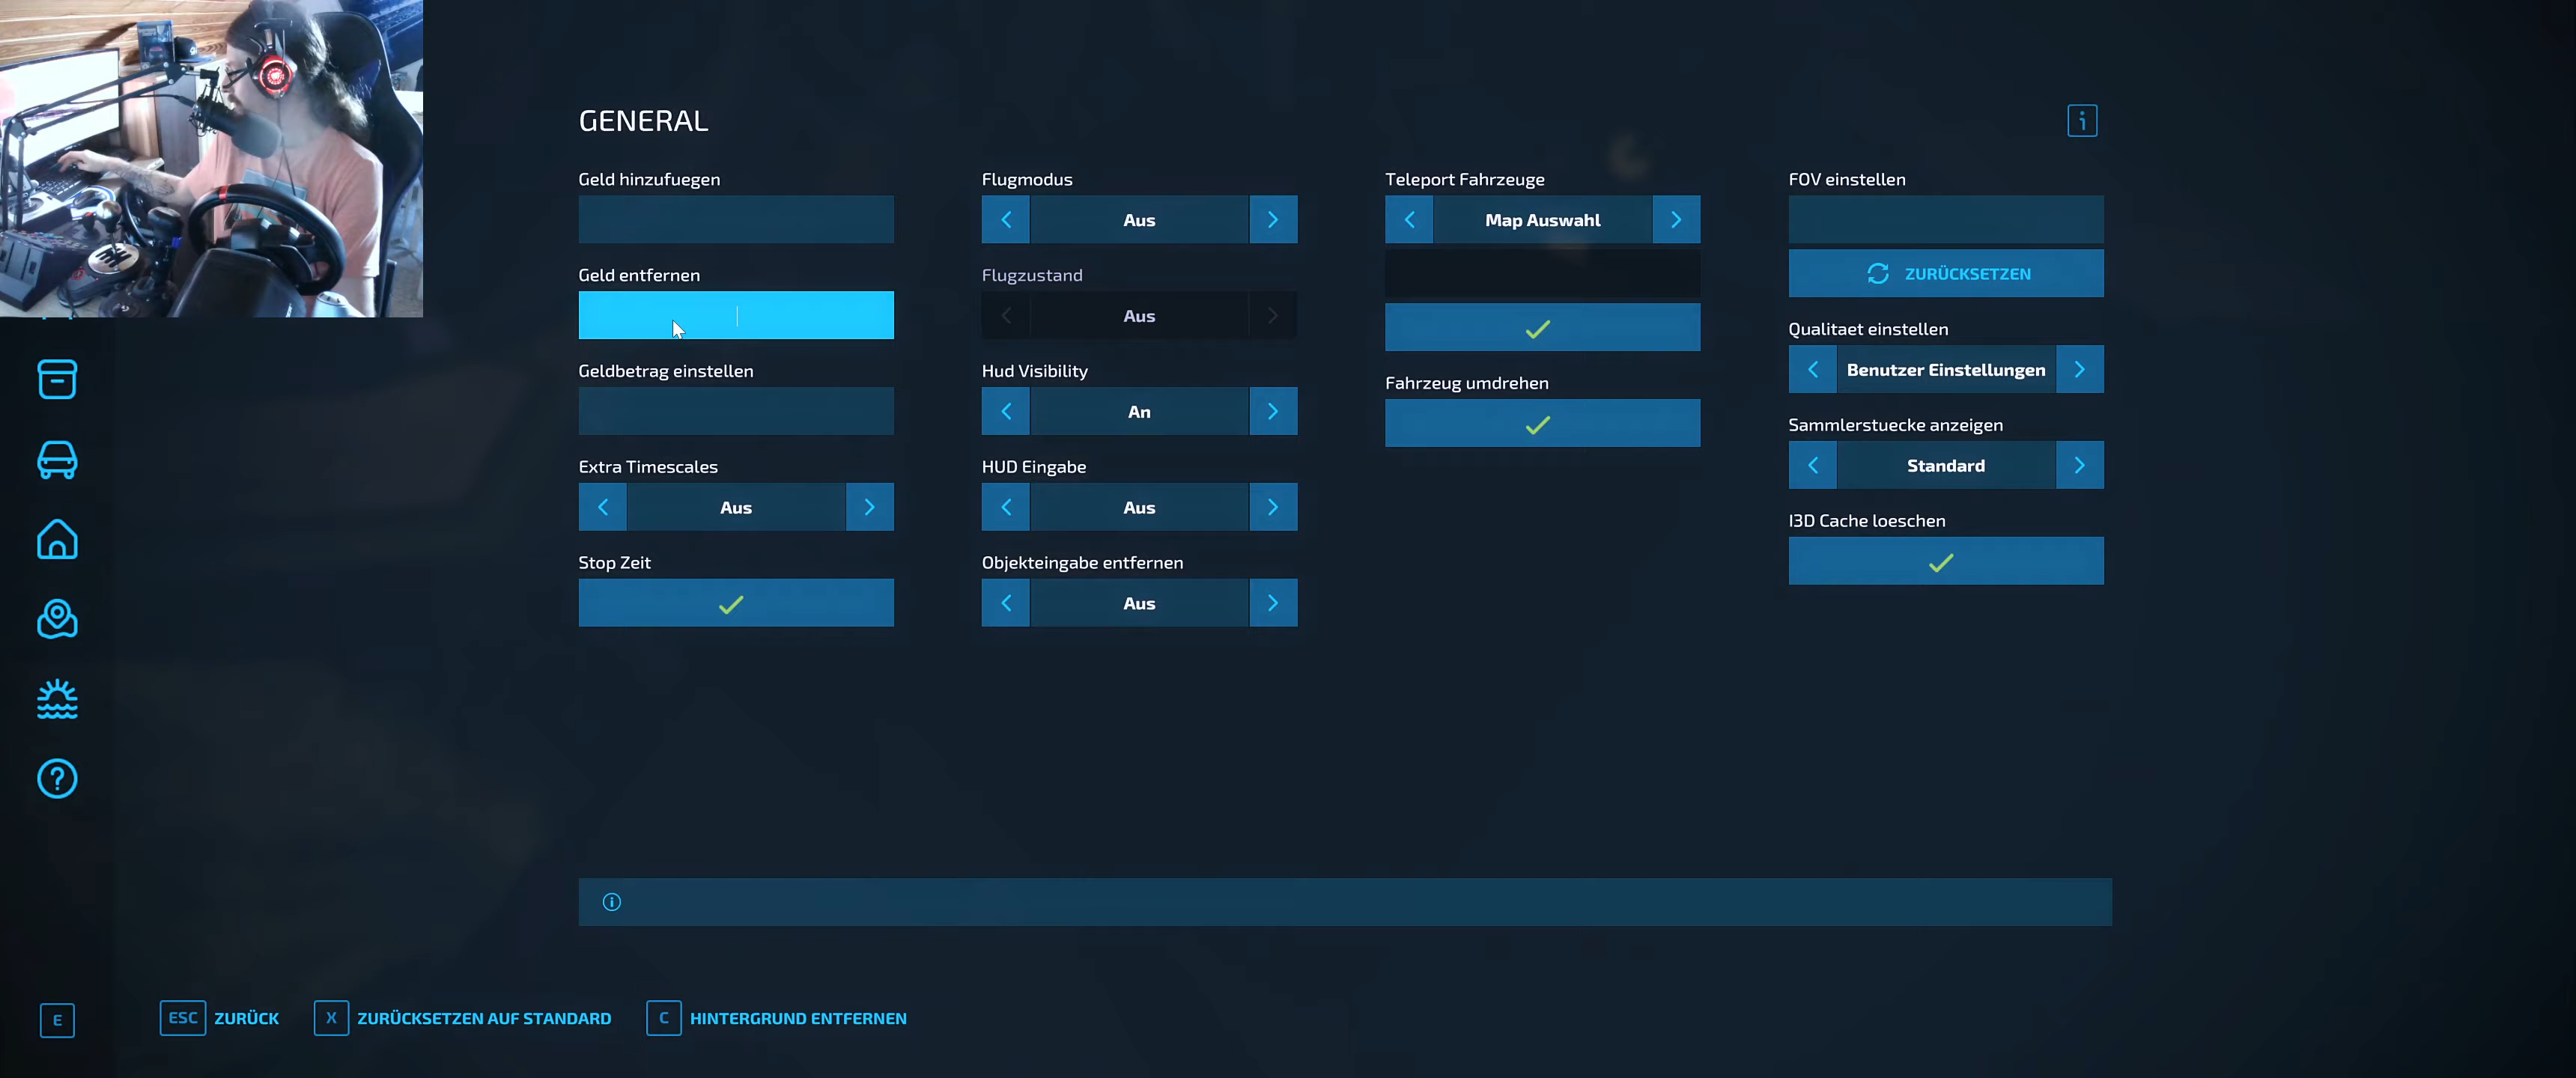 GENERAL
Geld hinzufuegen
Geld entfernen
Geldbetrag einstellen
Extra Timescales
Aus
Stop Zeit
Flugmodus
Aus
Flugzustand
Aus
Hud Visibility
An
HUD Eingabe
Aus
Objekteingabe entfernen
Aus
Teleport Fahrzeuge
Map Auswahl
Fahrzeug umdrehen
FOV einstellen
ZURÜCKSETZEN
Qualitaet einstellen
Benutzer Einstellungen
Sammlerstuecke anzeigen
Standard
I3D Cache loeschen
E
ESC ZURÜCK X ZURÜCKSETZEN AUF STANDARD C HINTERGRUND ENTFERNEN